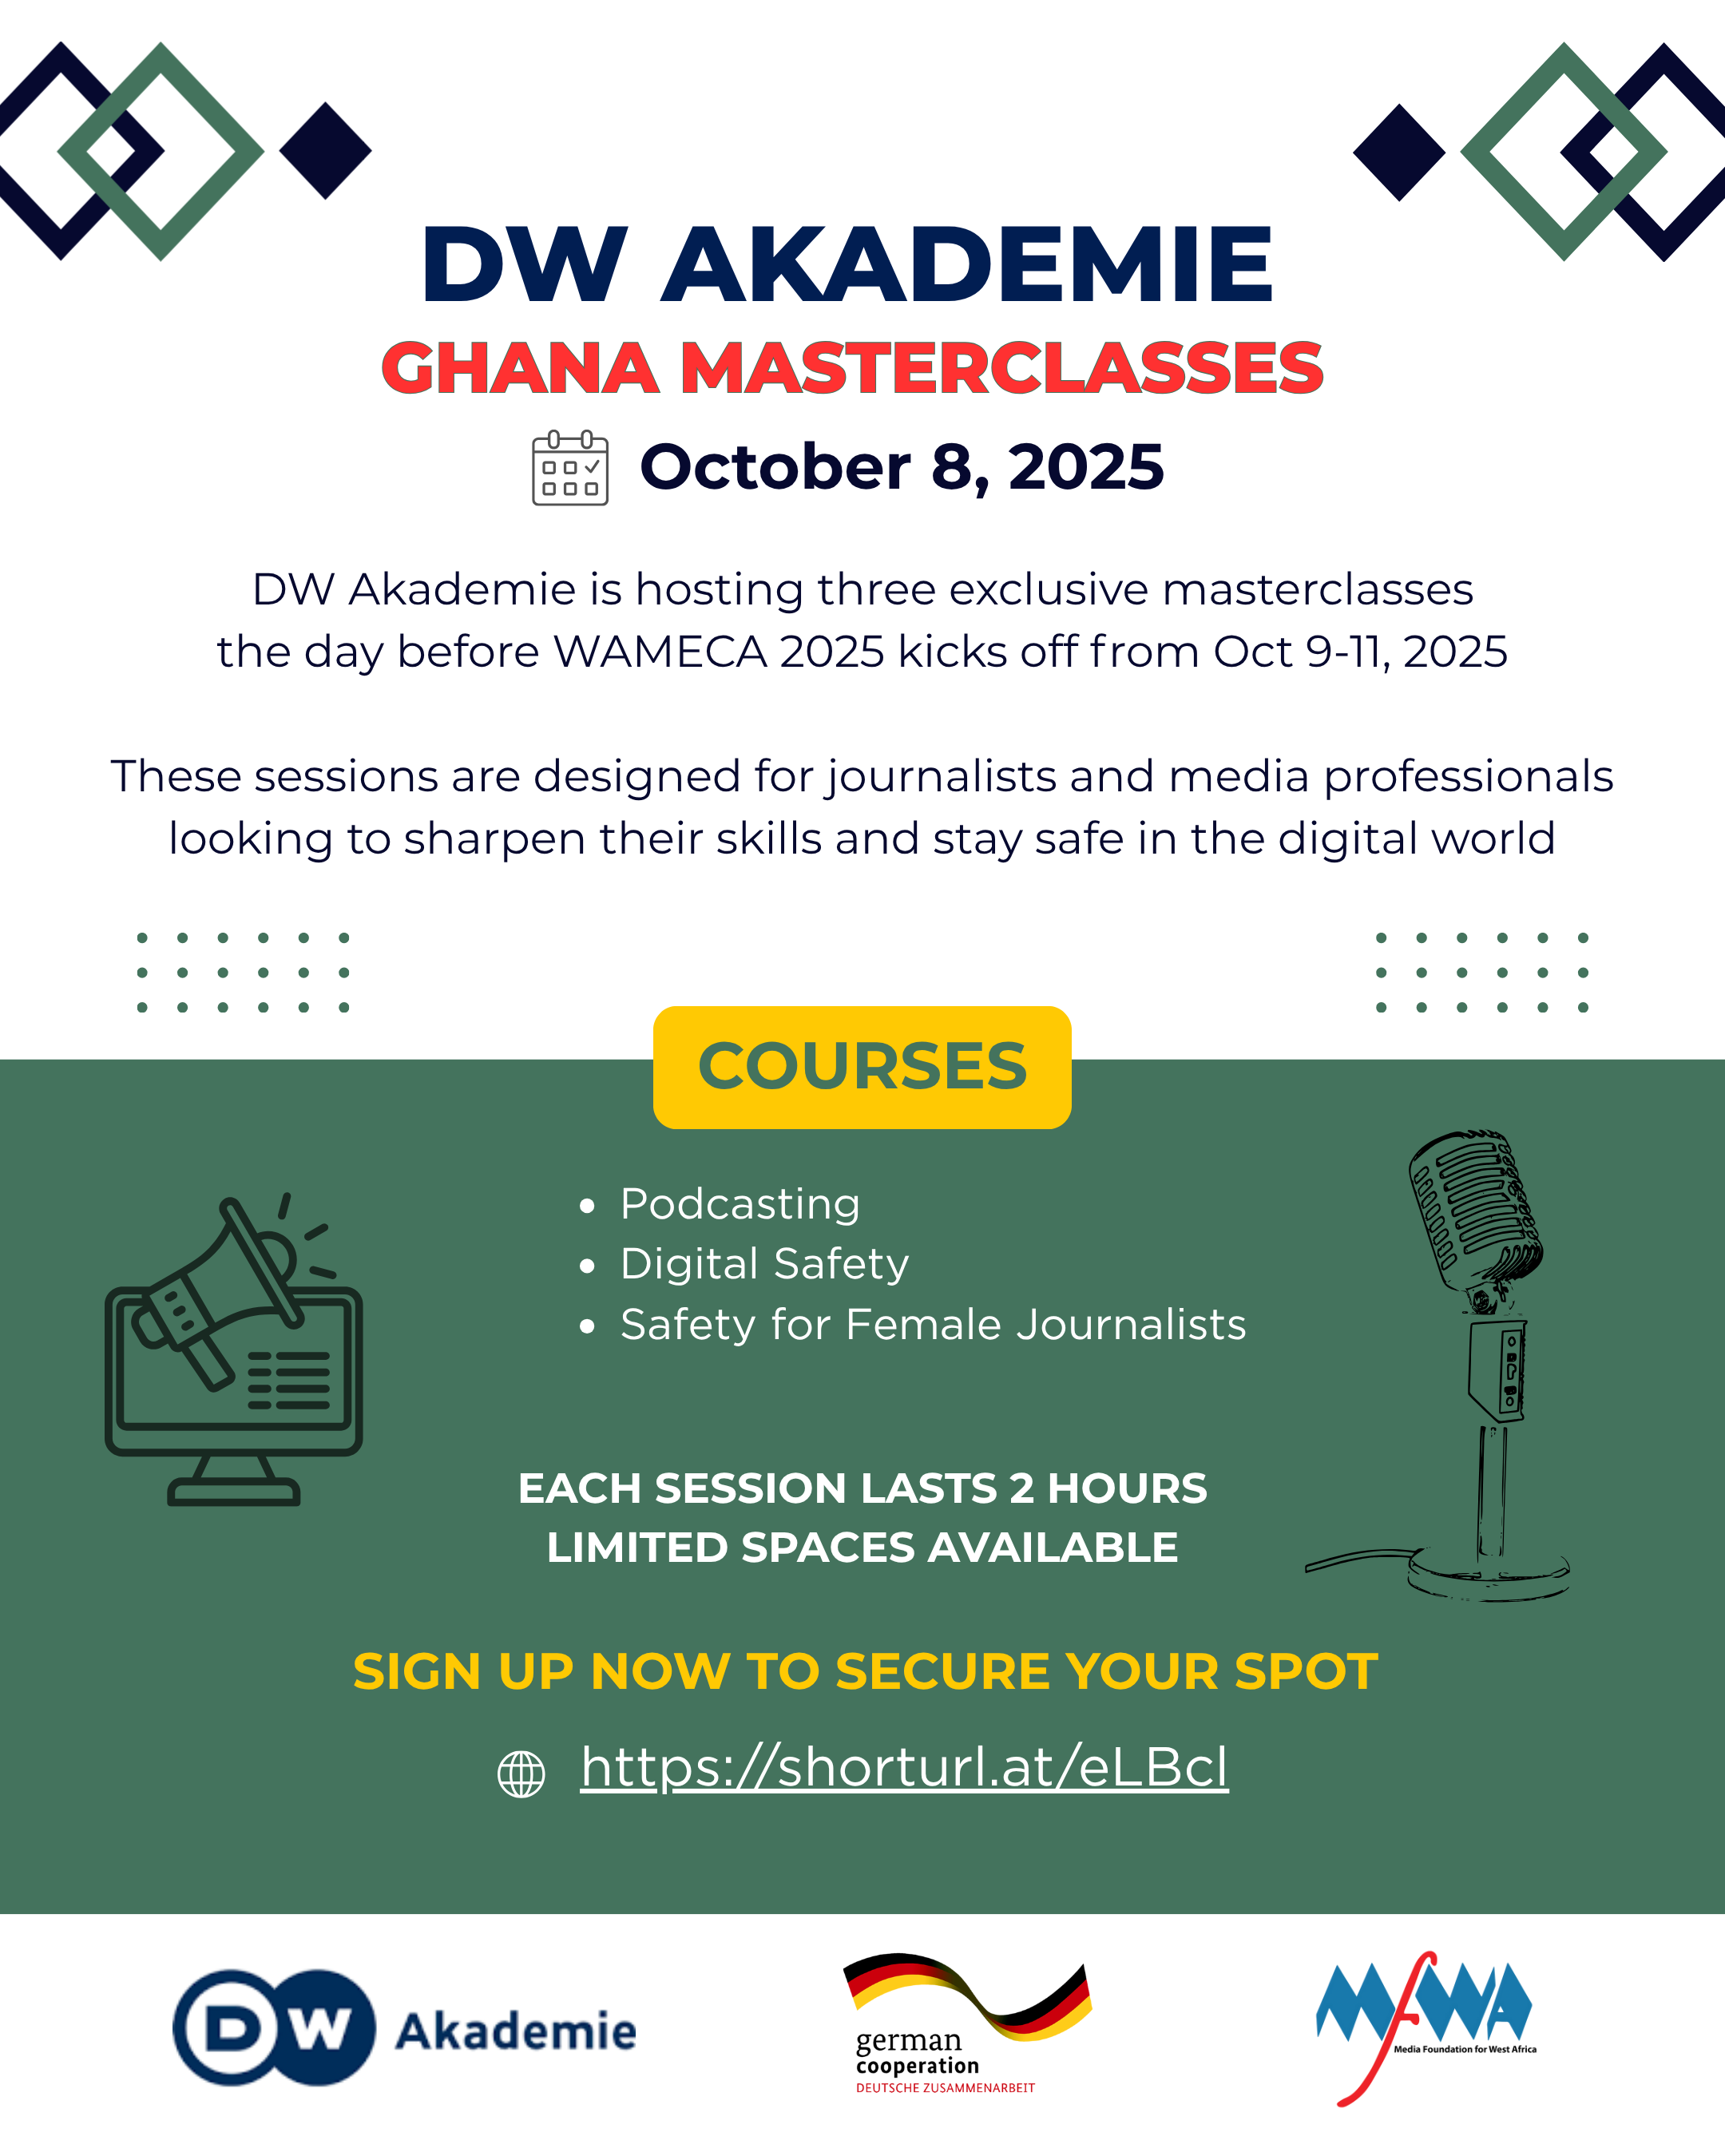 DW AKADEMIE
GHANA MASTERCLASSES
October 8, 2025
DW Akademie is hosting three exclusive masterclasses
the day before WAMECA 2025 kicks off from Oct 9-11, 2025
These sessions are designed for journalists and media professionals
looking to sharpen their skills and stay safe in the digital world
COURSES
• Podcasting
• Digital Safety
• Safety for Female Journalists
EACH SESSION LASTS 2 HOURS
LIMITED SPACES AVAILABLE
SIGN UP NOW TO SECURE YOUR SPOT
https://shorturl.at/eLBcl
DW Akademie
german
cooperation
DEUTSCHE ZUSAMMENARBEIT
MfWA
Media Foundation for West Africa